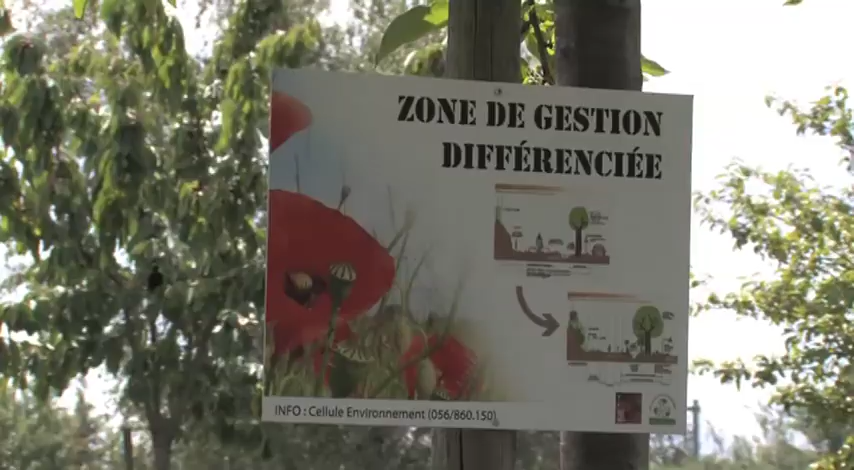 ZONE DE GESTION
DIFFÉRENCIÉE
INFO : Cellule Environnement (056/860.150)